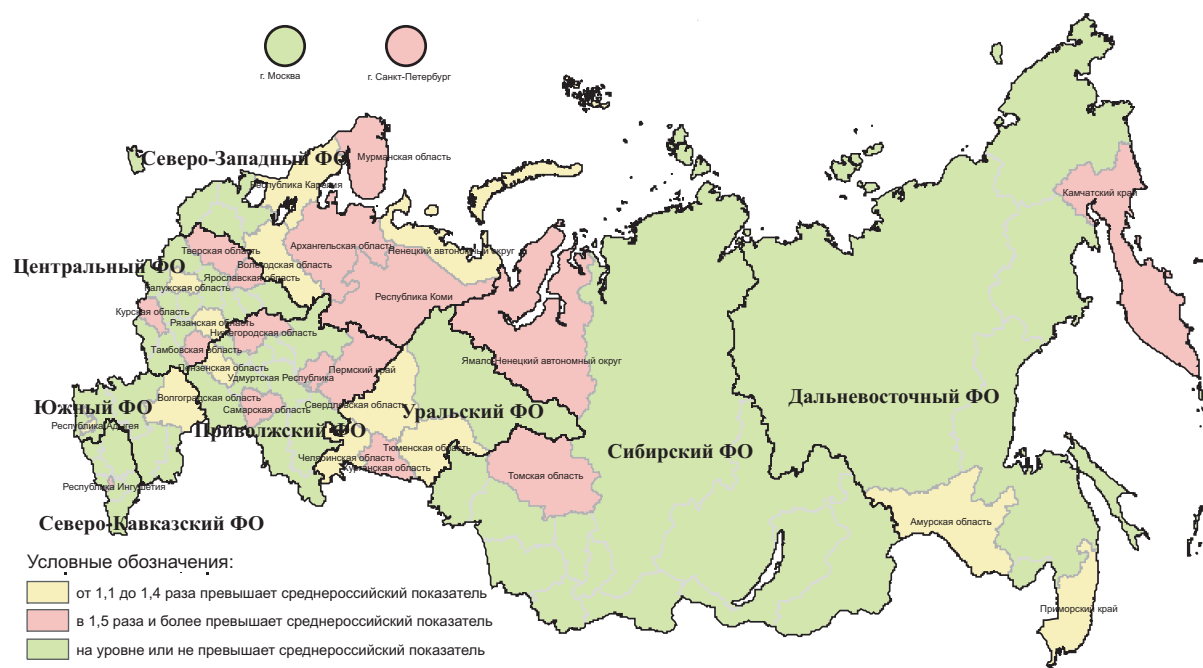 г. Москва
г. Санкт-Петербург
Северо-Западный ФО
Мурманская область
Республика Карелия
Камчатский край
Архангельская область
Ненецкий автономный округ
Тверская область
Вологодская область
Центральный ФО
Ярославская область
Калужская область
Республика Коми
Курская область
Рязанская область
Нижегородская область
Тамбовская область
Ямало-Ненецкий автономный округ
Пензенская область
Пермский край
Удмуртская Республика
Дальневосточный ФО
Волгоградская область
Свердловская область
Южный ФО
Самарская область
Уральский ФО
Республика Адыгея
Приволжский ФО
Тюменская область
Сибирский ФО
Челябинская область
Курганская область
Томская область
Республика Ингушетия
Северо-Кавказский ФО
Амурская область
Условные обозначения:
от 1,1 до 1,4 раза превышает среднероссийский показатель
Приморский край
в 1,5 раза и более превышает среднероссийский показатель
на уровне или не превышает среднероссийский показатель